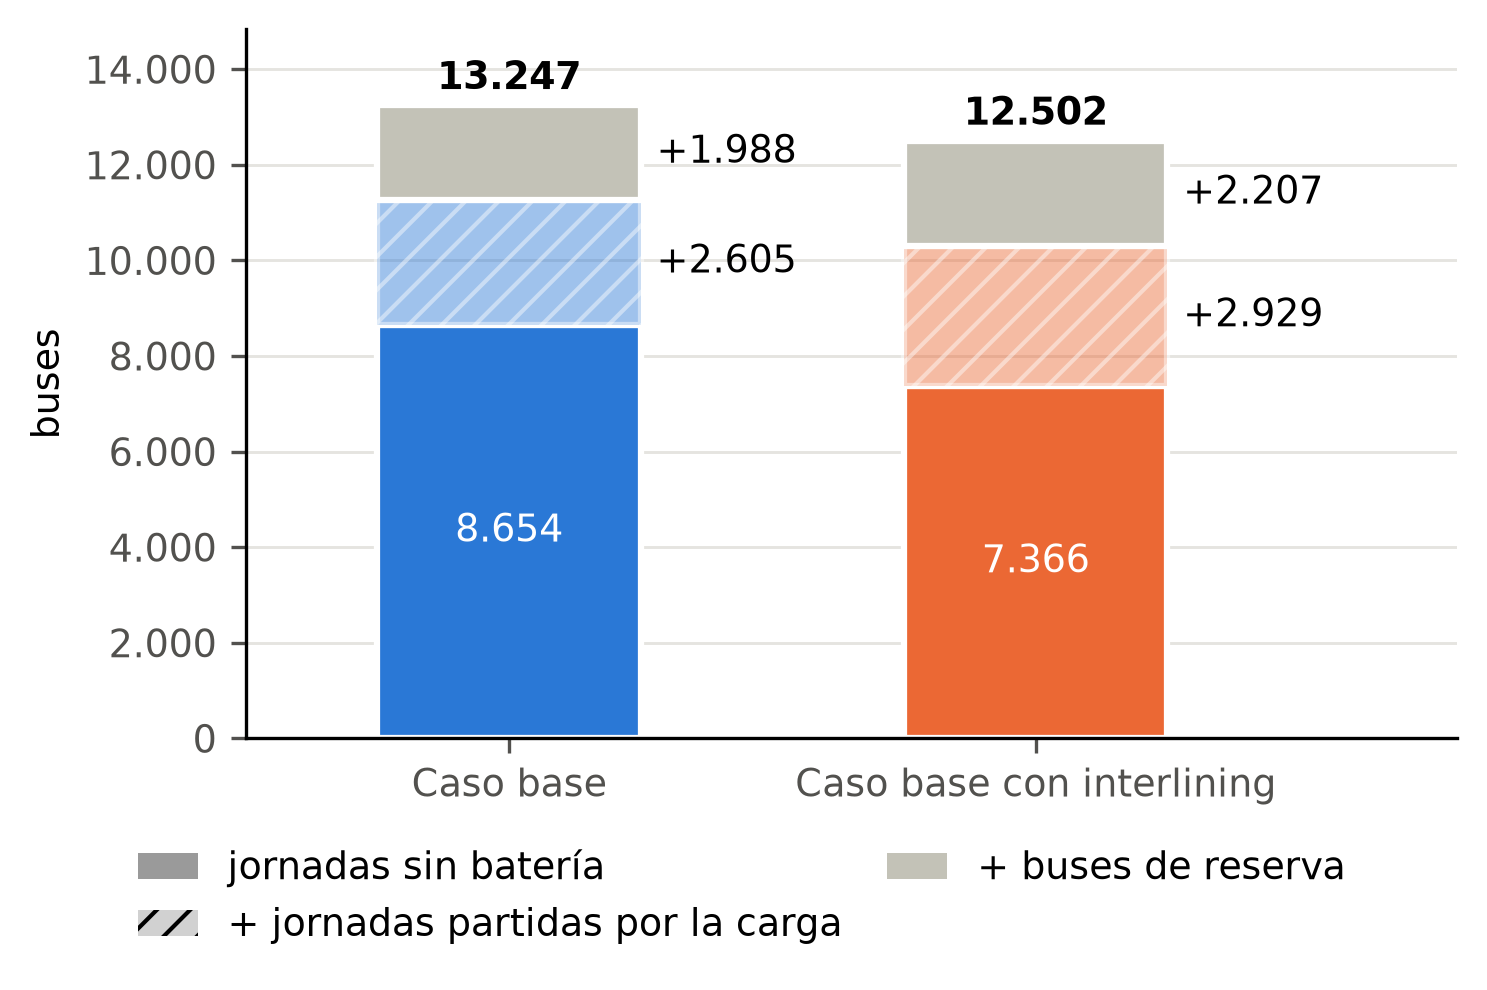 buses
14.000
12.000
10.000
8.000
6.000
4.000
2.000
0
13.247
+1.988
+2.605
8.654
12.502
+2.207
+2.929
7.366
Caso base
Caso base con interlining
jornadas sin batería
+ jornadas partidas por la carga
+ buses de reserva